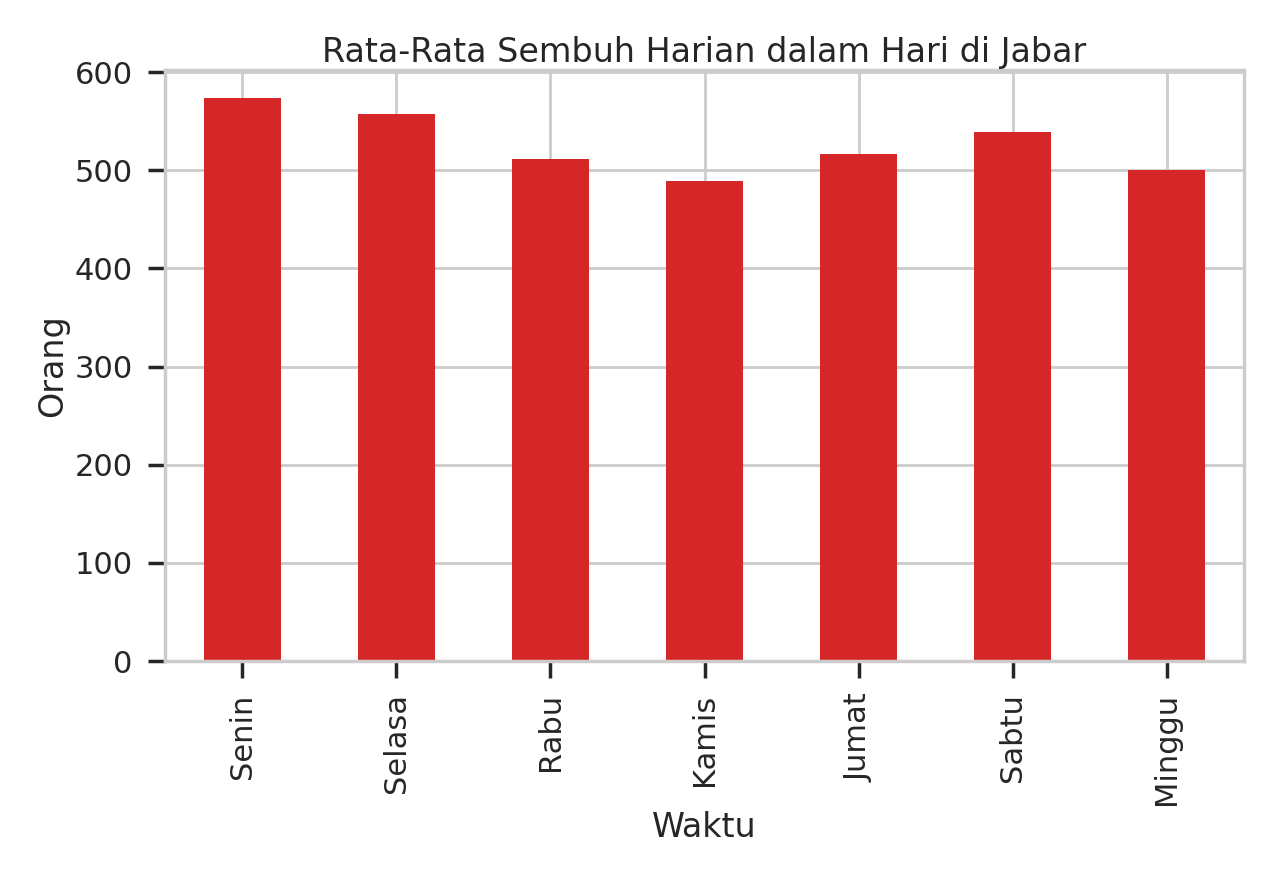 Rata-Rata Sembuh Harian dalam Hari di Jabar
600
500
400
300
200
100
0
Orang
Senin
Selasa
Rabu
Kamis
Jumat
Sabtu
Minggu
Waktu